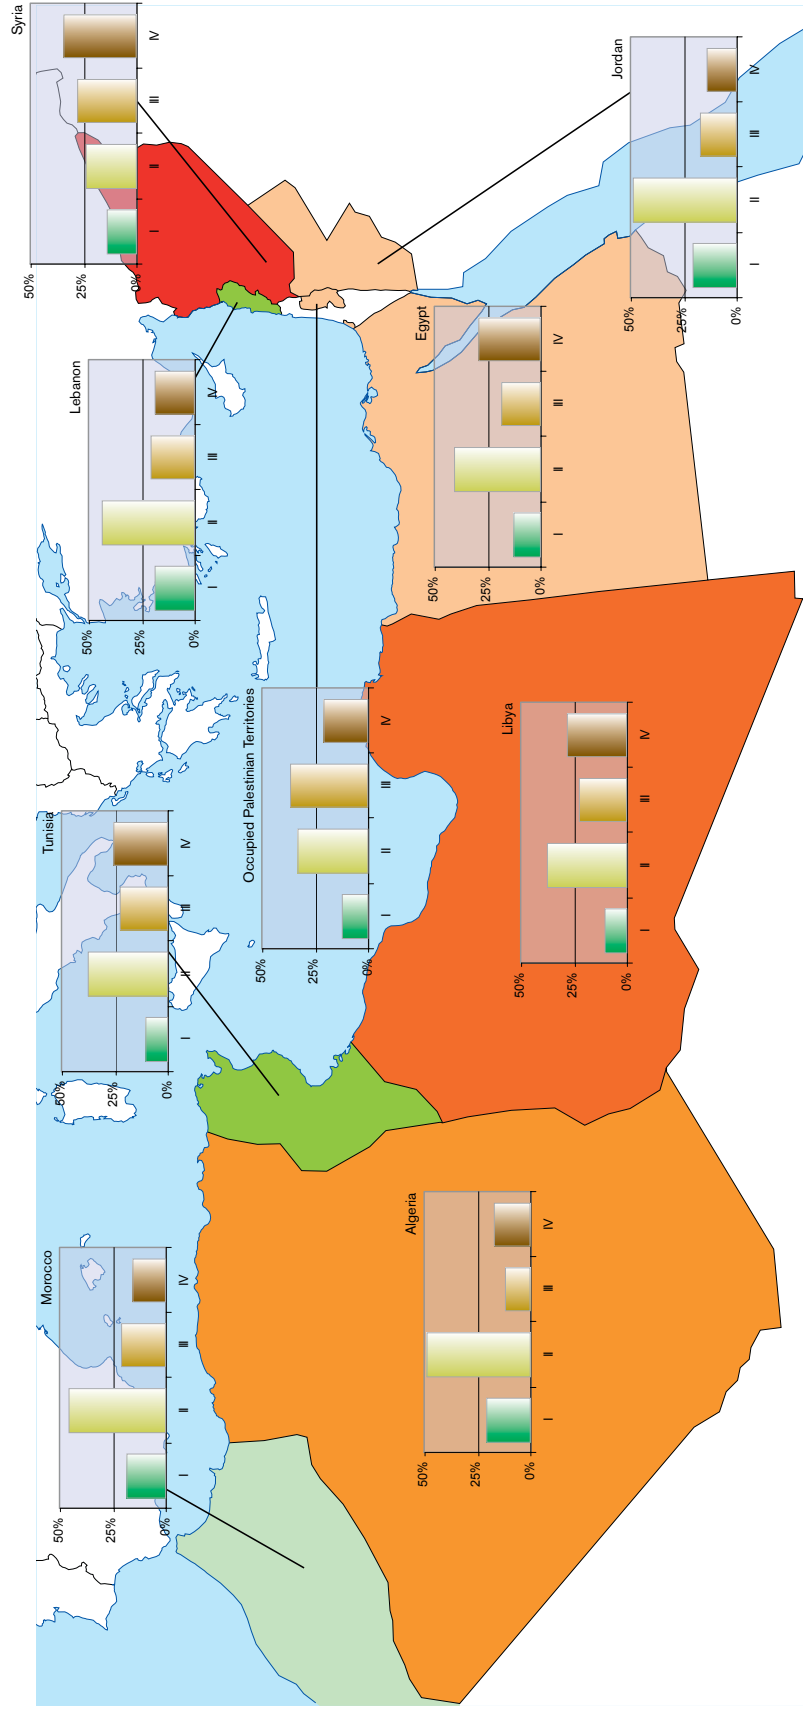 Morocco
50%
25%
0%
I II III IV
Tunisia
50%
25%
0%
I II III IV
Lebanon
50%
25%
0%
I II III IV
Syria
50%
25%
0%
I II III IV
Occupied Palestinian Territories
50%
25%
0%
I II III IV
Algeria
50%
25%
0%
I II III IV
Libya
50%
25%
0%
I II III IV
Egypt
50%
25%
0%
I II III IV
Jordan
50%
25%
0%
I II III IV